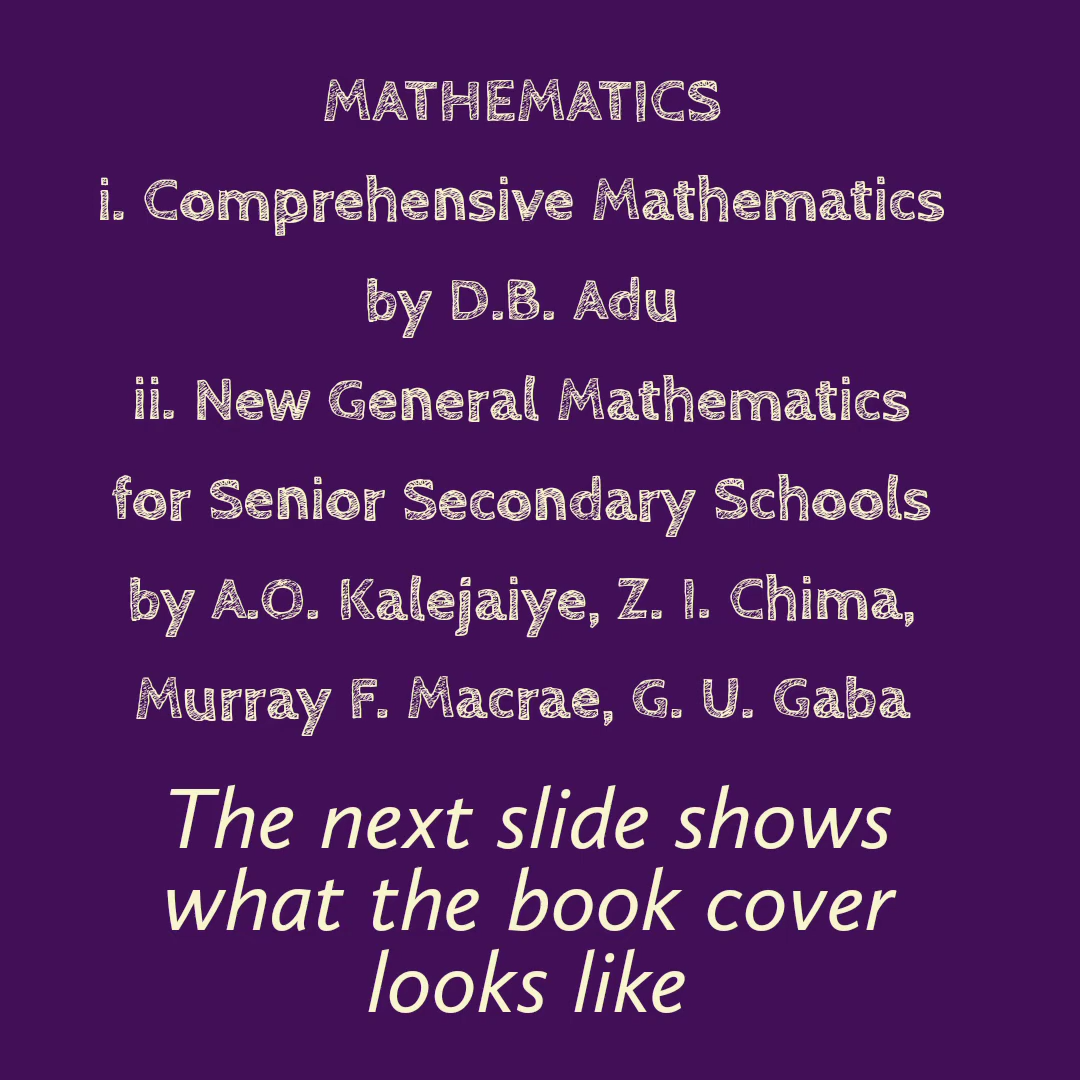 MATHEMATICS
i. Comprehensive Mathematics
by D.B. Adu
ii. New General Mathematics
for Senior Secondary Schools
by A.O. Kalejaiye, Z. I. Chima,
Murray F. Macrae, G. U. Gaba
The next slide shows
what the book cover
looks like